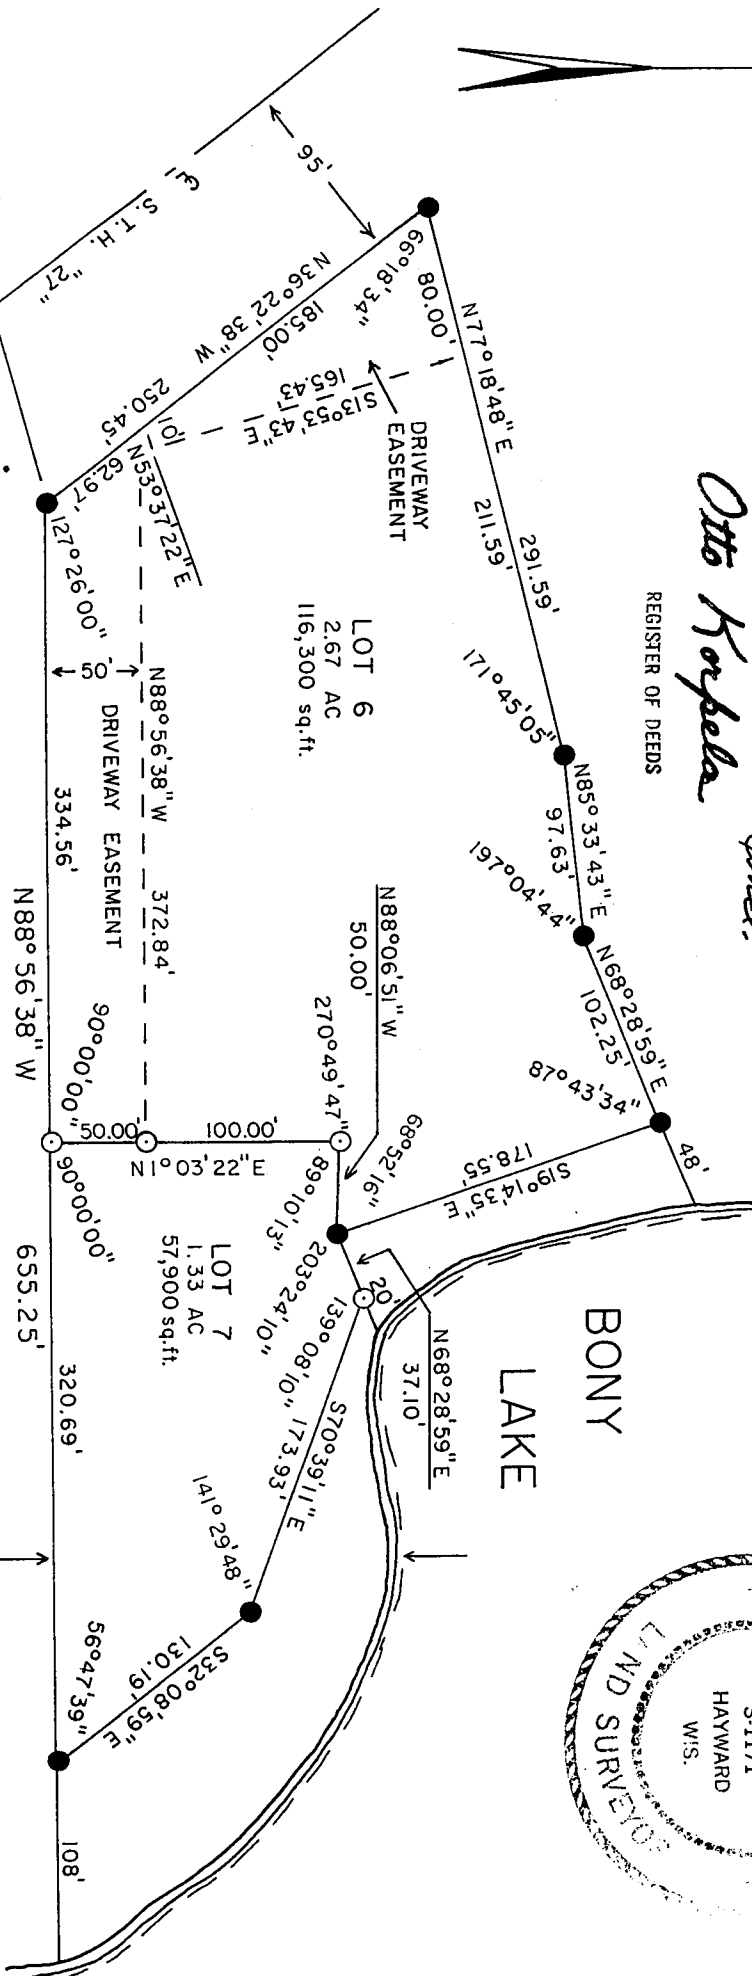 Otto Korpela
REGISTER OF DEEDS
95'
℄ S.T.H. "27"
N36°22'38"W
185.00'
250.45'
62.97'
66°18'34"
80.00'
N77°18'48"E
291.59'
211.59'
S13°53'43"E
165.43'
10'
N53°37'22"E
DRIVEWAY
EASEMENT
127°26'00"
50'
N88°56'38"W
372.84'
DRIVEWAY EASEMENT
334.56'
LOT 6
2.67 AC
116,300 sq.ft.
171°45'05"
N85°33'43"E
97.63'
197°04'44"
N68°28'59"E
102.25'
87°43'34"
48'
S19°14'35"E
178.55'
N88°06'51"W
50.00'
270°49'47"
68°52'16"
89°10'13"
203°24'10"
90°00'00"
50.00'
100.00'
N1°03'22"E
90°00'00"
N88°56'38"W
655.25'
320.69'
LOT 7
1.33 AC
57,900 sq.ft.
20'
N68°28'59"E
37.10'
139°08'10"
S70°39'11"E
173.93'
141°29'48"
S32°08'59"E
130.19'
56°47'39"
108'
BONY
LAKE
S-1171
HAYWARD
WIS.
LAND SURVEYOR